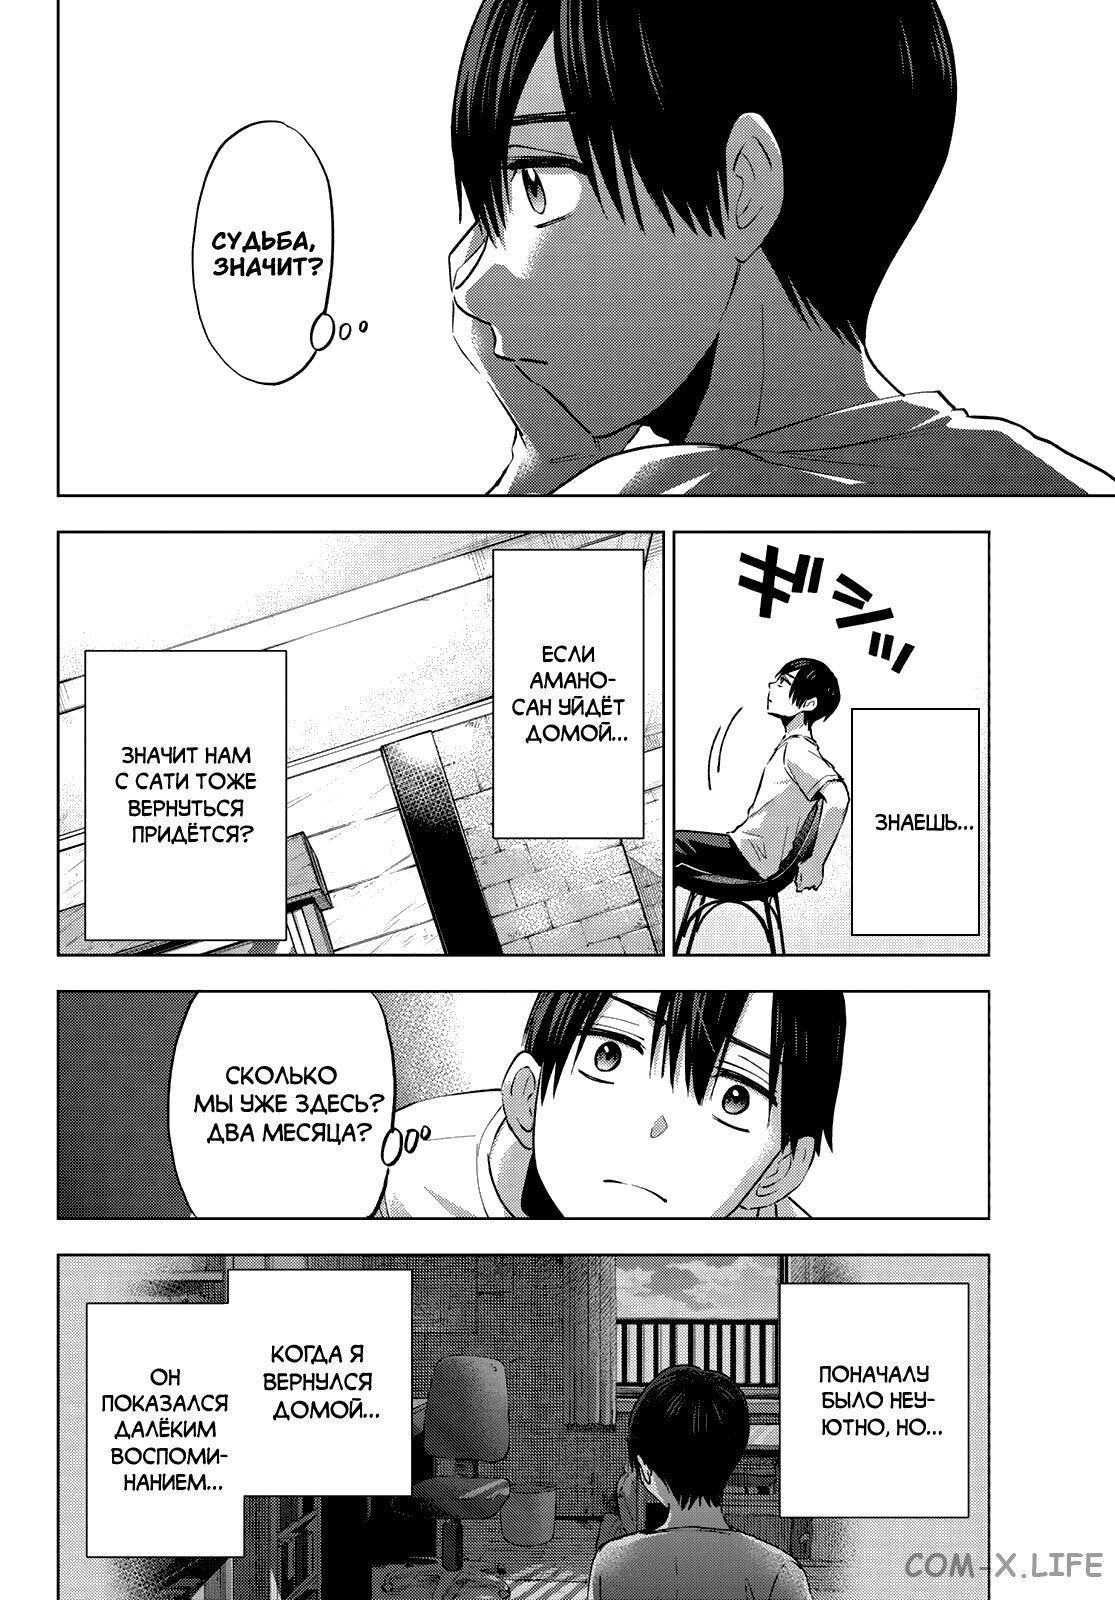 СУДЬБА,
ЗНАЧИТ?
ギシッ
ЗНАЕШЬ...
ЕСЛИ
АМАНО-
САН УЙДЁТ
ДОМОЙ...
ЗНАЧИТ НАМ
С САТИ ТОЖЕ
ВЕРНУТЬСЯ
ПРИДЁТСЯ?
СКОЛЬКО
МЫ УЖЕ ЗДЕСЬ?
ДВА МЕСЯЦА?
ПОНАЧАЛУ
БЫЛО НЕУ-
ЮТНО, НО...
КОГДА Я
ВЕРНУЛСЯ
ДОМОЙ...
ОН
ПОКАЗАЛСЯ
ДАЛЁКИМ
ВОСПОМИ-
НАНИЕМ...
COM-X.LIFE